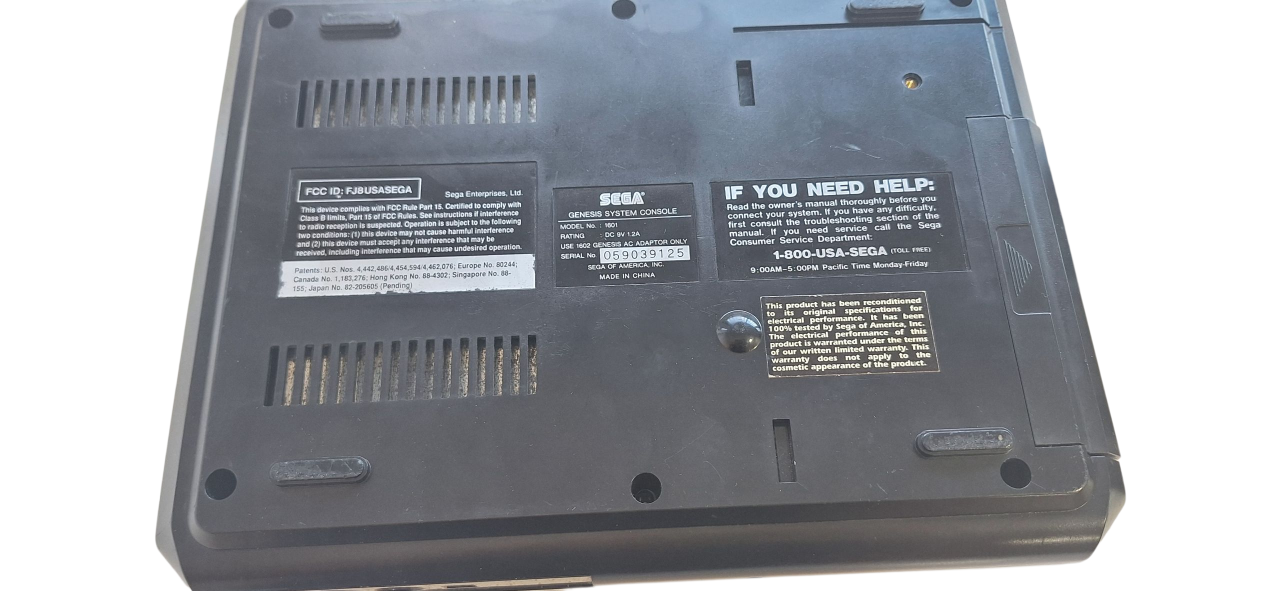 FCC ID: FJ8USASEGA
Sega Enterprises, Ltd.
This device complies with FCC Rule Part 15. Certified to comply with
Class B limits, Part 15 of FCC Rules. See instructions if interference
to radio reception is suspected. Operation is subject to the following
two conditions: (1) this device may not cause harmful interference
and (2) this device must accept any interference that may be
received, including interference that may cause undesired operation.
Patents: U.S. Nos. 4,442,486/4,454,594/4,462,076; Europe No. 80244;
Canada No. 1,183,276; Hong Kong No. 88-4302; Singapore No. 88-
155; Japan No. 82-205605 (Pending)
SEGA®
GENESIS SYSTEM CONSOLE
MODEL No. : 1601
RATING : DC 9V 1.2A
USE 1602 GENESIS AC ADAPTOR ONLY
SERIAL No. 059039125
SEGA OF AMERICA, INC.
MADE IN CHINA
IF YOU NEED HELP:
Read the owner's manual thoroughly before you
connect your system. If you have any difficulty,
first consult the troubleshooting section of the
manual. If you need service call the Sega
Consumer Service Department:
1-800-USA-SEGA (TOLL FREE)
9:00AM–5:00PM Pacific Time Monday-Friday
This product has been reconditioned
to its original specifications for
electrical performance. It has been
100% tested by Sega of America, Inc.
The electrical performance of this
product is warranted under the terms
of our written limited warranty. This
warranty does not apply to the
cosmetic appearance of the product.